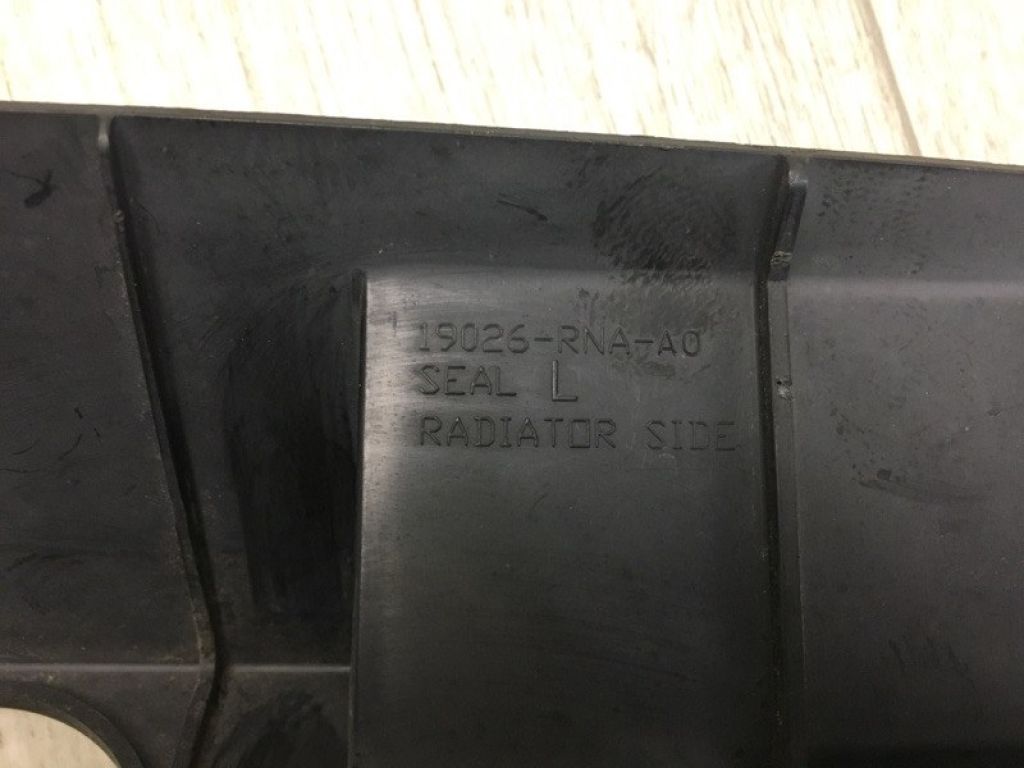 19026-RNA-A0
SEAL L
RADIATOR SIDE